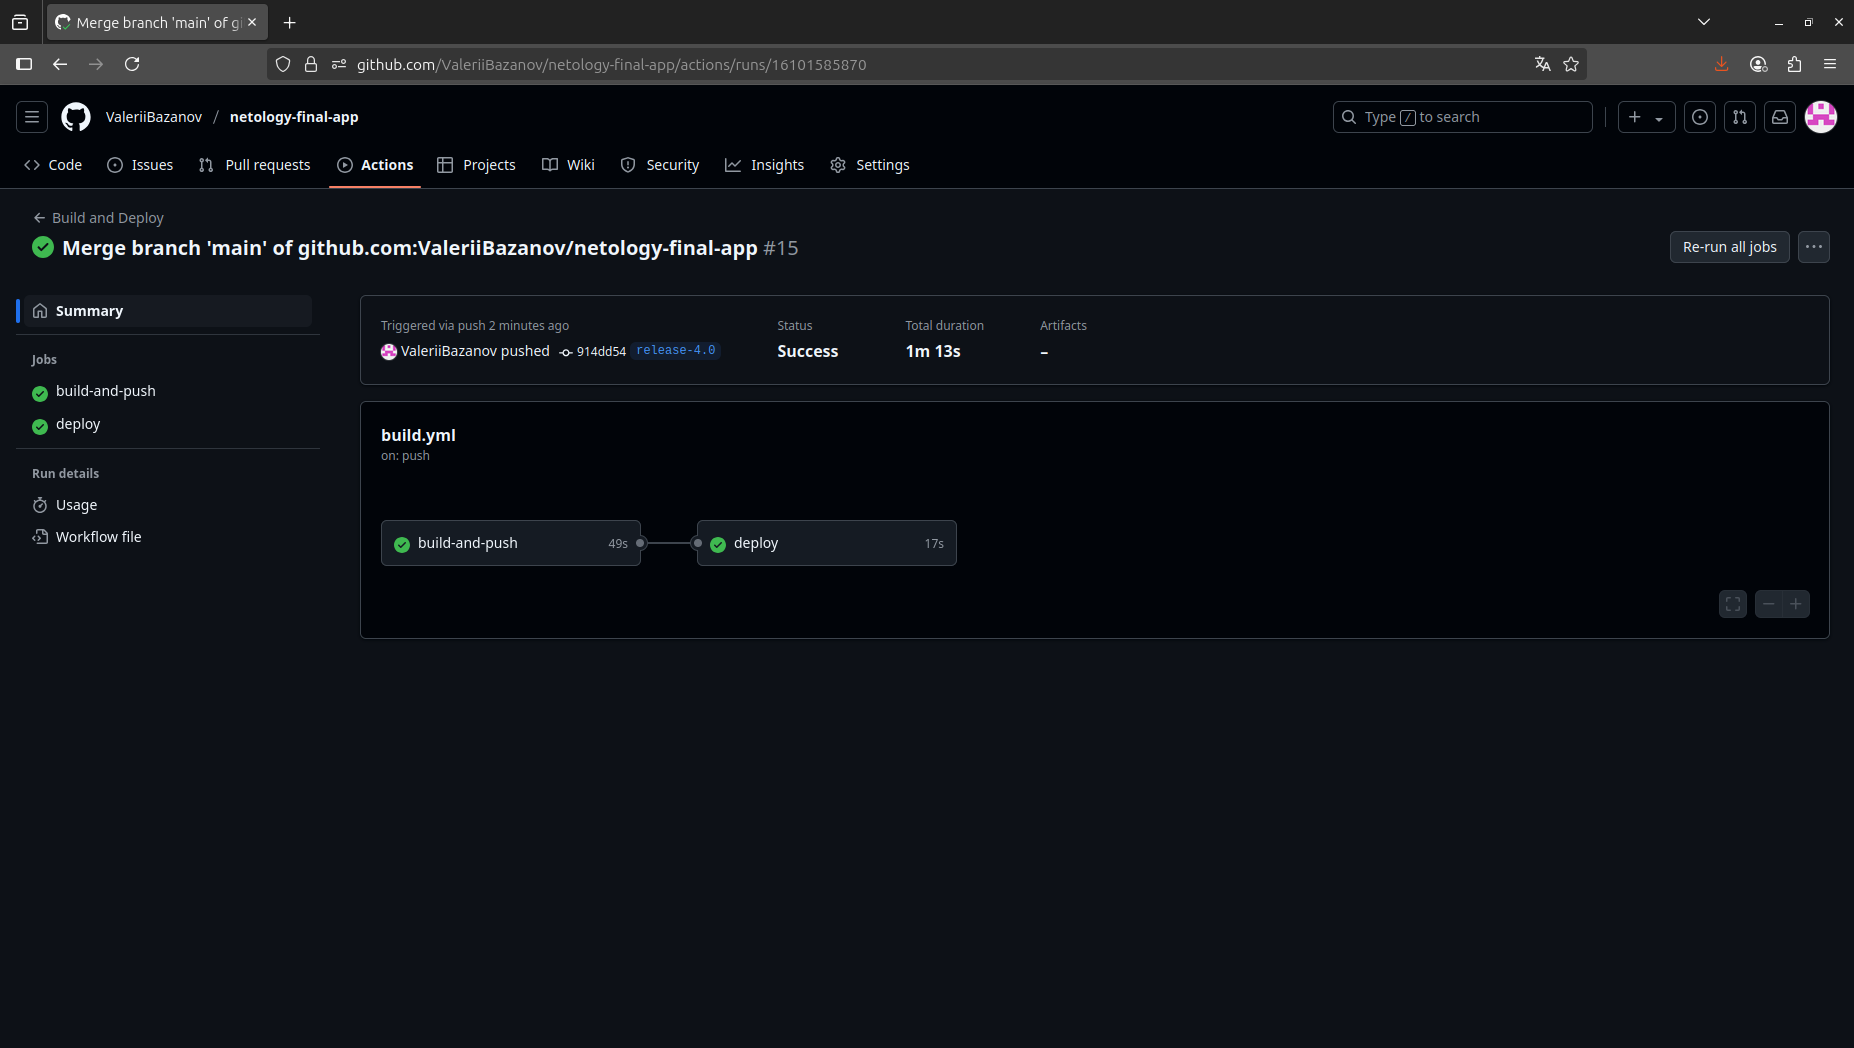 Merge branch 'main' of gi
github.com/ValeriiBazanov/netology-final-app/actions/runs/16101585870
ValeriiBazanov / netology-final-app
Type / to search
Code Issues Pull requests Actions Projects Wiki Security Insights Settings
Build and Deploy
Merge branch 'main' of github.com:ValeriiBazanov/netology-final-app #15
Re-run all jobs
Summary
Jobs
build-and-push
deploy
Run details
Usage
Workflow file
Triggered via push 2 minutes ago
ValeriiBazanov pushed 914dd54 release-4.0
Status
Success
Total duration
1m 13s
Artifacts
–
build.yml
on: push
build-and-push 49s
deploy 17s